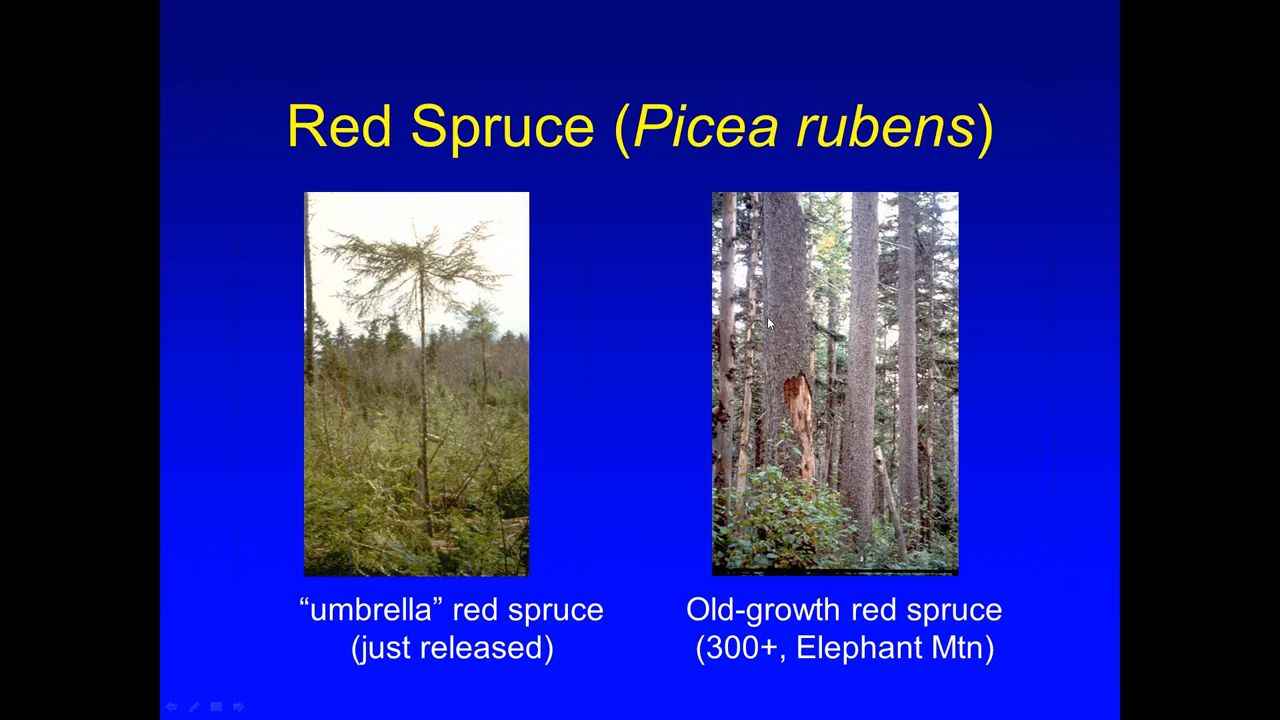 Red Spruce (Picea rubens)
“umbrella” red spruce
(just released)
Old-growth red spruce
(300+, Elephant Mtn)